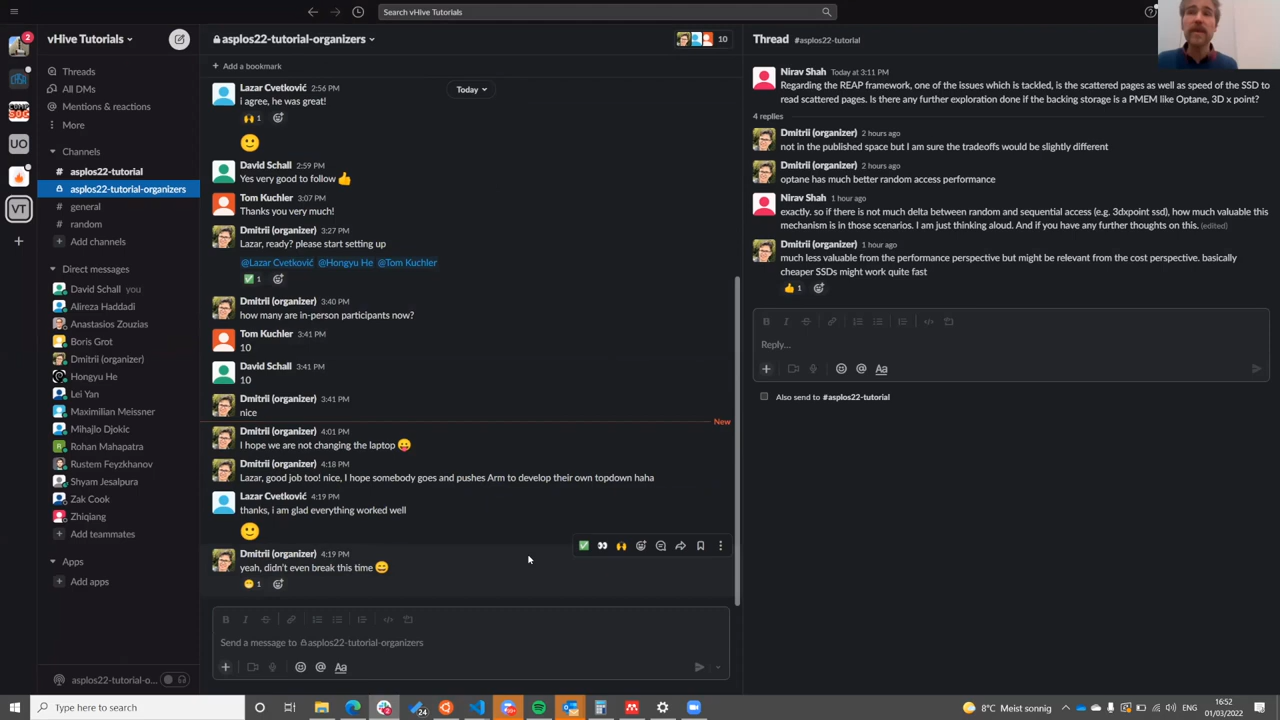 Search vHive Tutorials
2
UO
VT
vHive Tutorials
Threads
All DMs
Mentions & reactions
More
Channels
# asplos22-tutorial
asplos22-tutorial-organizers
# general
# random
Add channels
Direct messages
David Schall you
Alireza Haddadi
Anastasios Zouzias
Boris Grot
Dmitrii (organizer)
Hongyu He
Lei Yan
Maximilian Meissner
Mihajlo Djokic
Rohan Mahapatra
Rustem Feyzkhanov
Shyam Jesalpura
Zak Cook
Zhiqiang
Add teammates
Apps
Add apps
asplos22-tutorial-o...
asplos22-tutorial-organizers
10
Add a bookmark
Today
Lazar Cvetković 2:56 PM
i agree, he was great!
1
David Schall 2:59 PM
Yes very good to follow 👍
Tom Kuchler 3:07 PM
Thanks you very much!
Dmitrii (organizer) 3:27 PM
Lazar, ready? please start setting up
@Lazar Cvetković @Hongyu He @Tom Kuchler
1
Dmitrii (organizer) 3:40 PM
how many are in-person participants now?
Tom Kuchler 3:41 PM
10
David Schall 3:41 PM
10
Dmitrii (organizer) 3:41 PM
nice
New
Dmitrii (organizer) 4:01 PM
I hope we are not changing the laptop 😛
Dmitrii (organizer) 4:18 PM
Lazar, good job too! nice, I hope somebody goes and pushes Arm to develop their own topdown haha
Lazar Cvetković 4:19 PM
thanks, i am glad everything worked well
Dmitrii (organizer) 4:19 PM
yeah, didn't even break this time 😄
1
Send a message to asplos22-tutorial-organizers
Thread #asplos22-tutorial
Nirav Shah Today at 3:11 PM
Regarding the REAP framework, one of the issues which is tackled, is the scattered pages as well as speed of the SSD to
read scattered pages. Is there any further exploration done if the backing storage is a PMEM like Optane, 3D x point?
4 replies
Dmitrii (organizer) 2 hours ago
not in the published space but I am sure the tradeoffs would be slightly different
Dmitrii (organizer) 2 hours ago
optane has much better random access performance
Nirav Shah 1 hour ago
exactly. so if there is not much delta between random and sequential access (e.g. 3dxpoint ssd), how much valuable this
mechanism is in those scenarios. I am just thinking aloud. And if you have any further thoughts on this. (edited)
Dmitrii (organizer) 1 hour ago
much less valuable from the performance perspective but might be relevant from the cost perspective. basically
cheaper SSDs might work quite fast
1
Reply...
Also send to #asplos22-tutorial
Type here to search
24
8°C Meist sonnig
ENG
16:52
01/03/2022